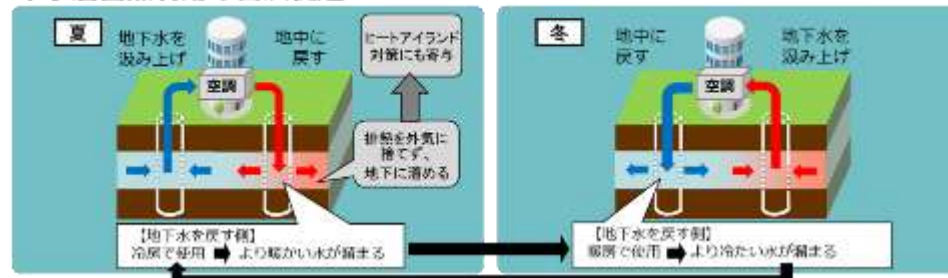 夏
地下水を
汲み上げ
地中に
戻す
空調
ヒートアイランド
対策にも寄与
排熱を外気に
捨てず、
地下に溜める
【地下水を戻す側】
冷房で使用 ➡ より暖かい水が溜まる
冬
地中に
戻す
地下水を
汲み上げ
空調
【地下水を戻す側】
暖房で使用 ➡ より冷たい水が溜まる